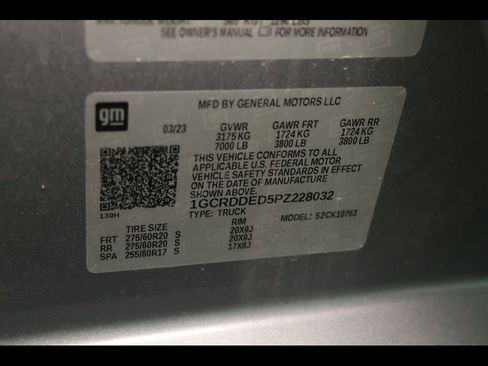 SEE OWNER'S MANUAL FOR MORE INFORMATION
gm
MFD BY GENERAL MOTORS LLC
03/23 GVWR GAWR FRT GAWR RR
3175 KG 1724 KG 1724 KG
7000 LB 3800 LB 3800 LB
THIS VEHICLE CONFORMS TO ALL
APPLICABLE U.S. FEDERAL MOTOR
VEHICLE SAFETY STANDARDS IN EFFECT
ON THE DATE OF MANUFACTURE
SHOWN ABOVE.
1GCRDDED5PZ228032
130H TYPE: TRUCK MODEL: 52CK10753
TIRE SIZE RIM
FRT 275/60R20 S 20X9J
RR 275/60R20 S 20X9J
SPA 255/80R17 S 17X8J